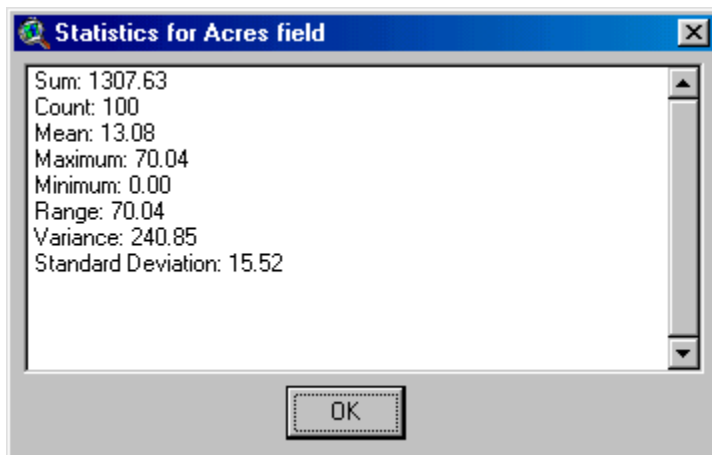 Statistics for Acres field
Sum: 1307.63
Count: 100
Mean: 13.08
Maximum: 70.04
Minimum: 0.00
Range: 70.04
Variance: 240.85
Standard Deviation: 15.52
OK